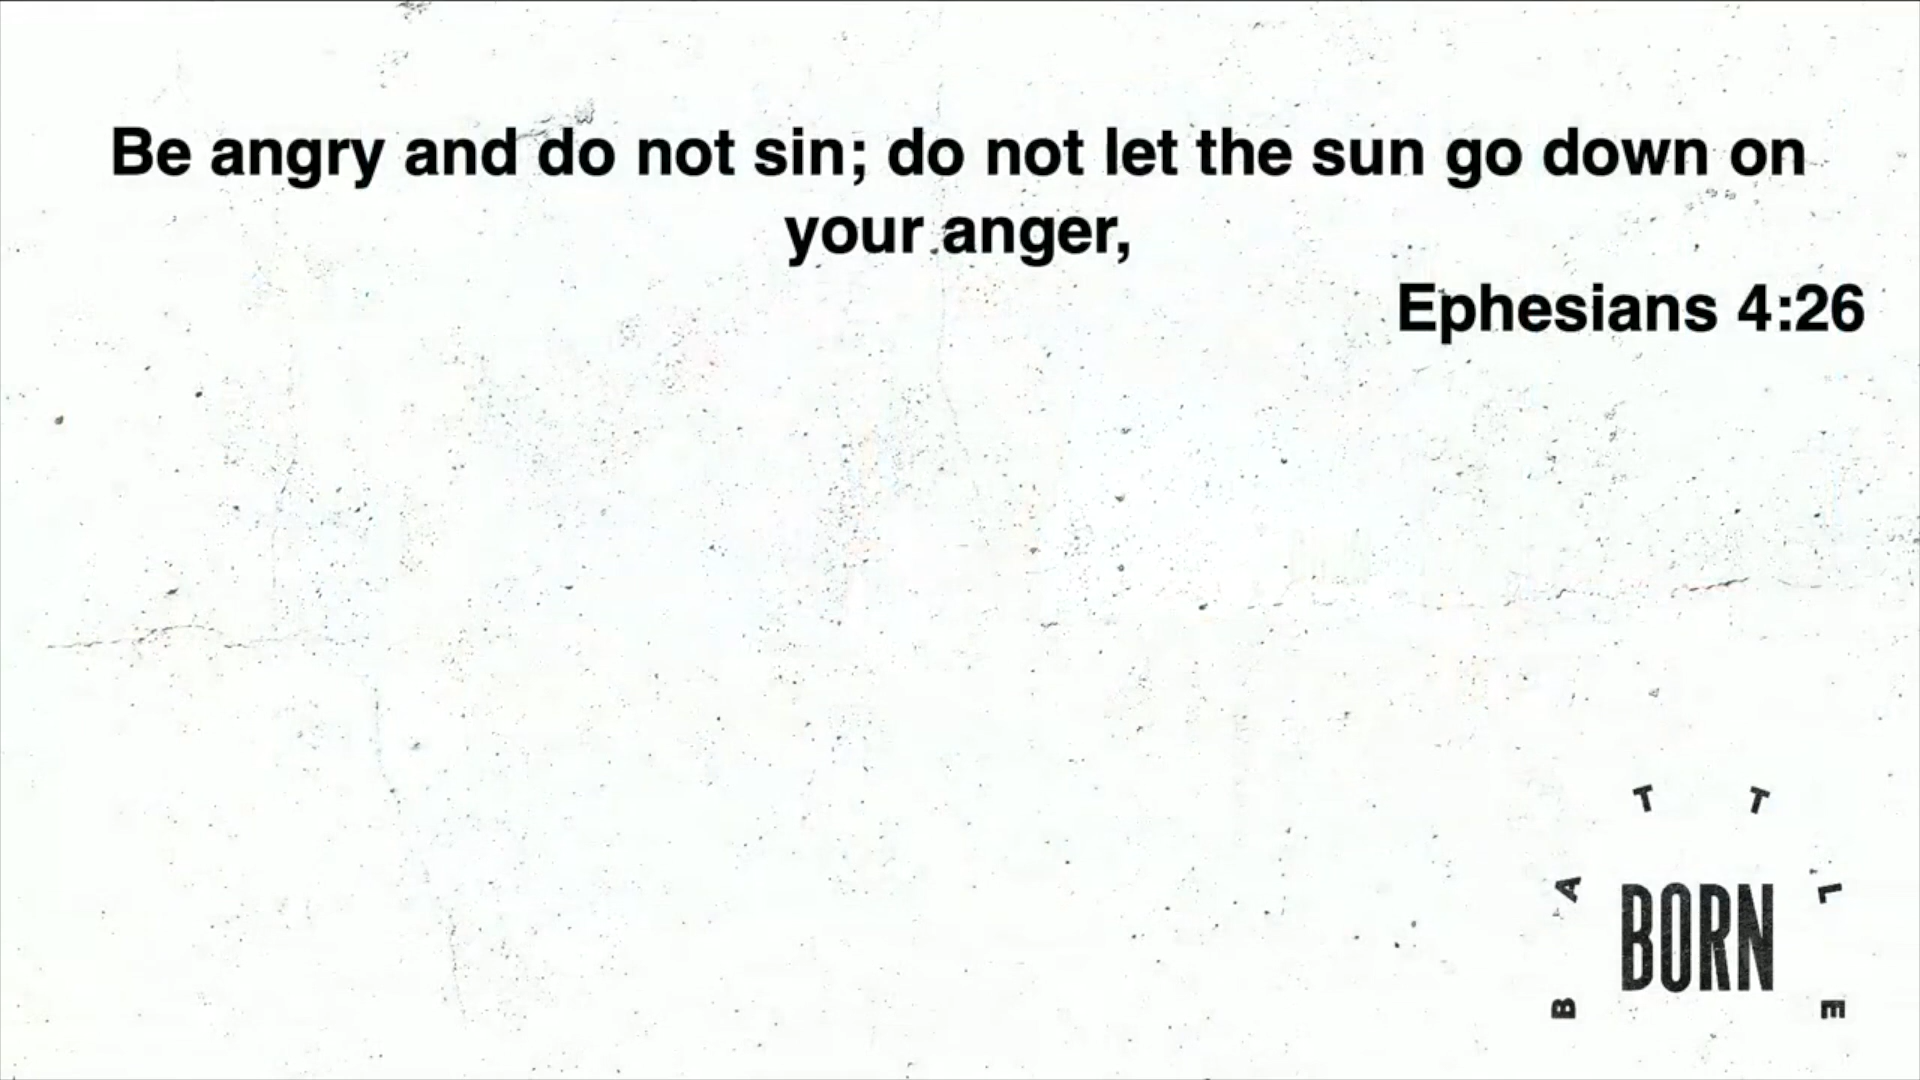 Be angry and do not sin; do not let the sun go down on
your anger,
Ephesians 4:26
BATTLE
BORN